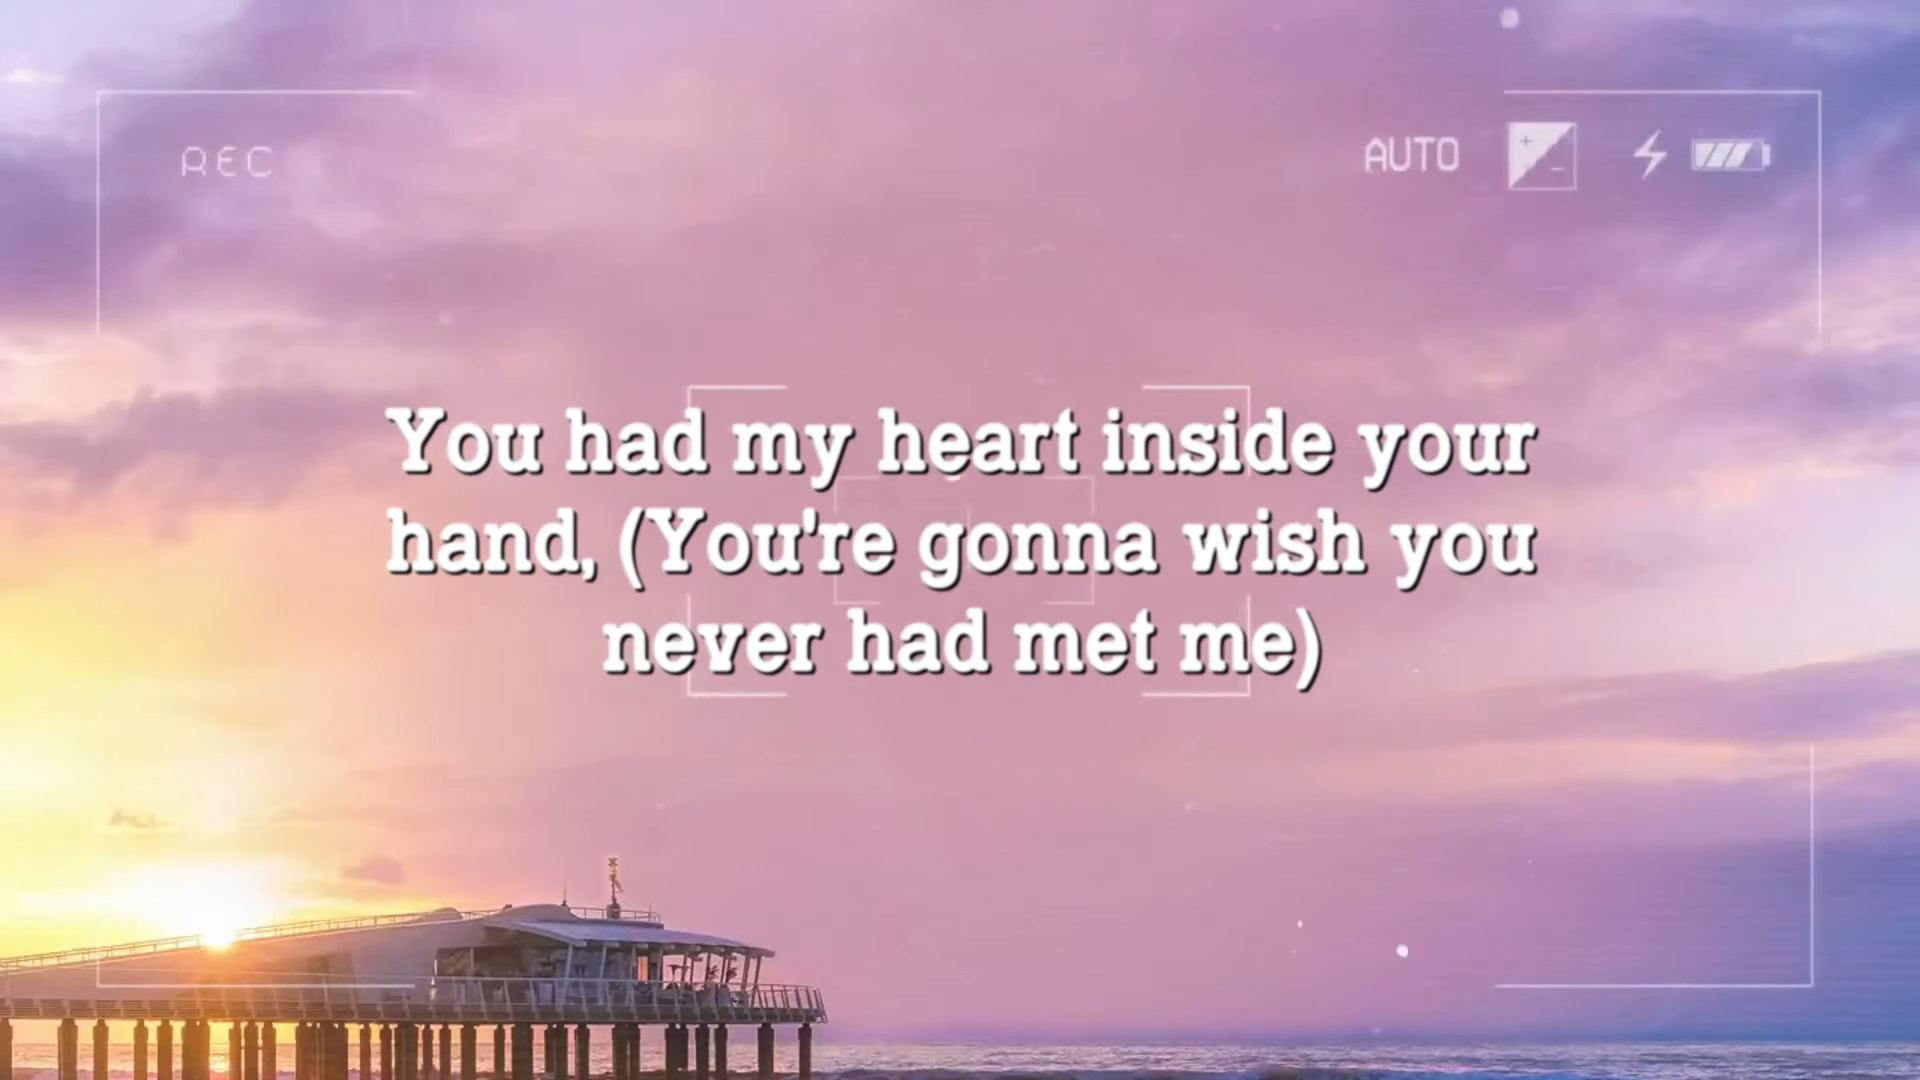 REC
AUTO
You had my heart inside your
hand, (You're gonna wish you
never had met me)